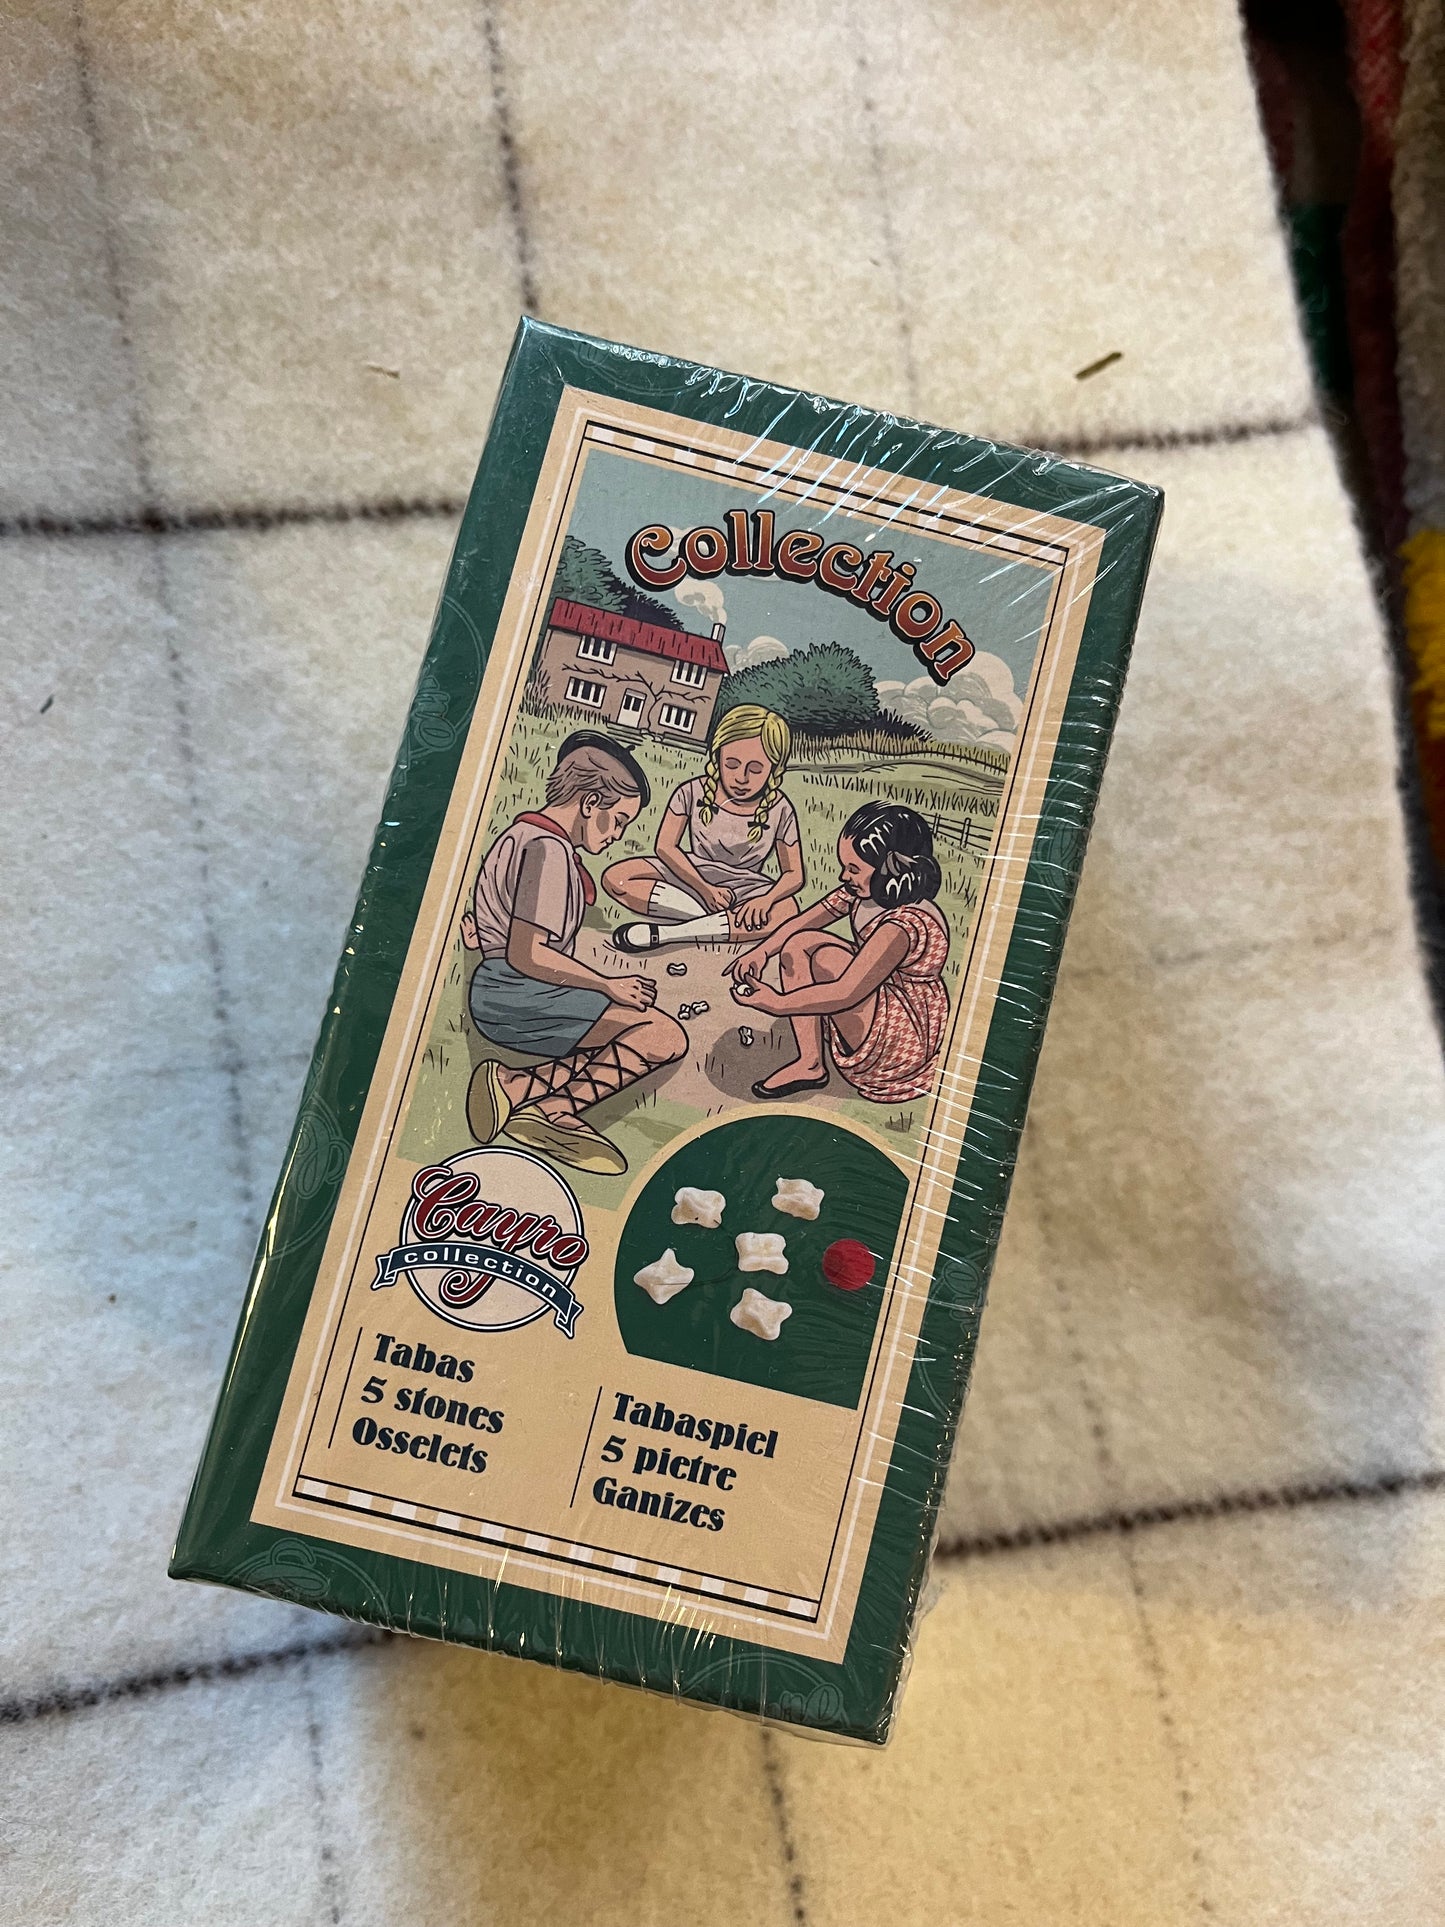 Collection
Cayro
collection
Tabas
5 stones
Osselets
Tabaspiel
5 pietre
Ganizes